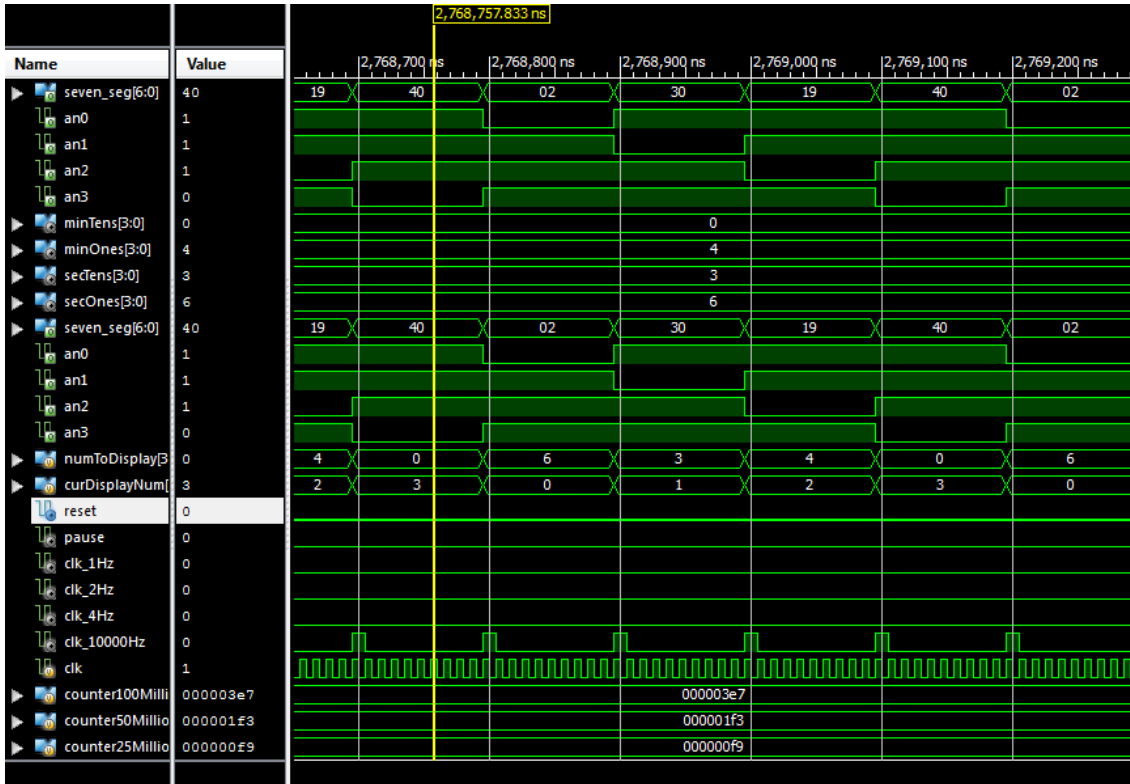 2,768,757.833 ns
Name Value 2,768,700 ns 2,768,800 ns 2,768,900 ns 2,769,000 ns 2,769,100 ns 2,769,200 ns
seven_seg[6:0] 40 19 40 02 30 19 40 02
an0 1
an1 1
an2 1
an3 0
minTens[3:0] 0 0
minOnes[3:0] 4 4
secTens[3:0] 3 3
secOnes[3:0] 6 6
seven_seg[6:0] 40 19 40 02 30 19 40 02
an0 1
an1 1
an2 1
an3 0
numToDisplay[3 0 4 0 6 3 4 0 6
curDisplayNum[ 3 2 3 0 1 2 3 0
reset 0
pause 0
clk_1Hz 0
clk_2Hz 0
clk_4Hz 0
clk_10000Hz 0
clk 1
counter100Milli 000003e7 000003e7
counter50Millio 000001f3 000001f3
counter25Millio 000000f9 000000f9